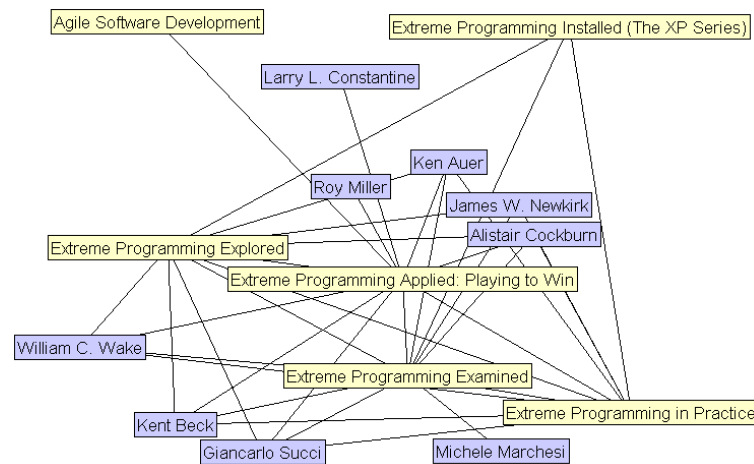 Agile Software Development
Extreme Programming Installed (The XP Series)
Larry L. Constantine
Ken Auer
Roy Miller
James W. Newkirk
Alistair Cockburn
Extreme Programming Explored
Extreme Programming Applied: Playing to Win
William C. Wake
Extreme Programming Examined
Extreme Programming in Practice
Kent Beck
Giancarlo Succi
Michele Marchesi